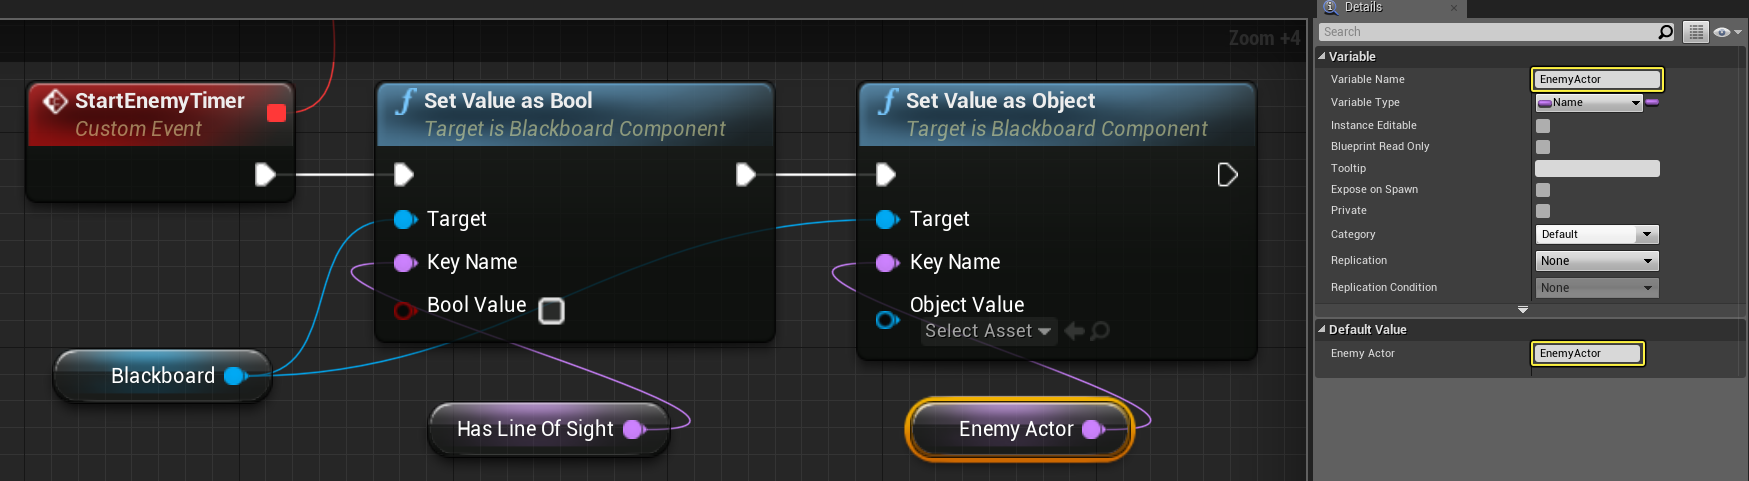 Zoom +4
StartEnemyTimer
Custom Event
Set Value as Bool
Target is Blackboard Component
Target
Key Name
Bool Value
Set Value as Object
Target is Blackboard Component
Target
Key Name
Object Value
Select Asset
Blackboard
Has Line Of Sight
Enemy Actor
Details
Search
Variable
Variable Name EnemyActor
Variable Type Name
Instance Editable
Blueprint Read Only
Tooltip
Expose on Spawn
Private
Category Default
Replication None
Replication Condition None
Default Value
Enemy Actor EnemyActor